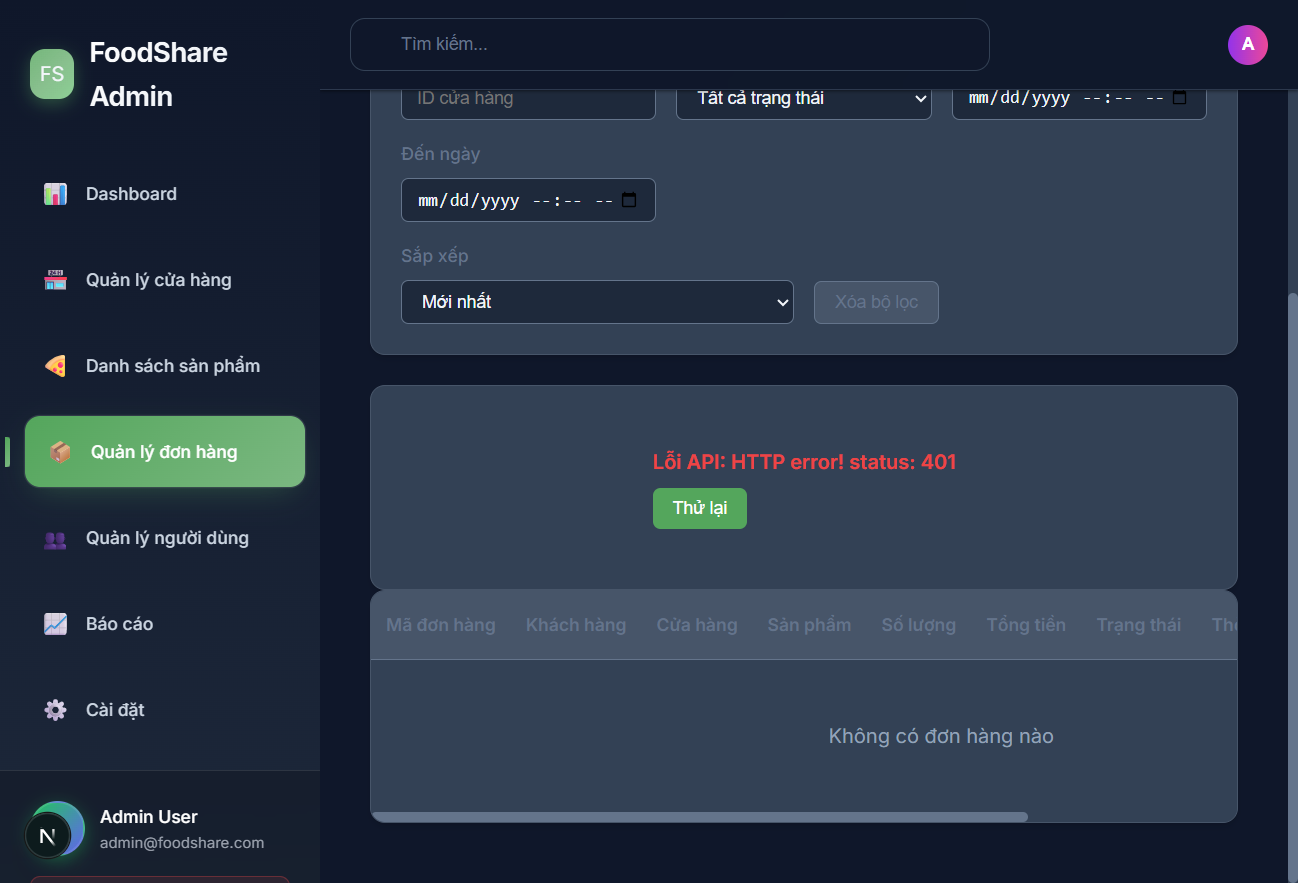 FS
FoodShare
Admin
Dashboard
Quản lý cửa hàng
Danh sách sản phẩm
Quản lý đơn hàng
Quản lý người dùng
Báo cáo
Cài đặt
N
Admin User
admin@foodshare.com
Tìm kiếm...
A
ID cửa hàng
Tất cả trạng thái
mm/dd/yyyy --:-- --
Đến ngày
mm/dd/yyyy --:-- --
Sắp xếp
Mới nhất
Xóa bộ lọc
Lỗi API: HTTP error! status: 401
Thử lại
Mã đơn hàng Khách hàng Cửa hàng Sản phẩm Số lượng Tổng tiền Trạng thái
Không có đơn hàng nào